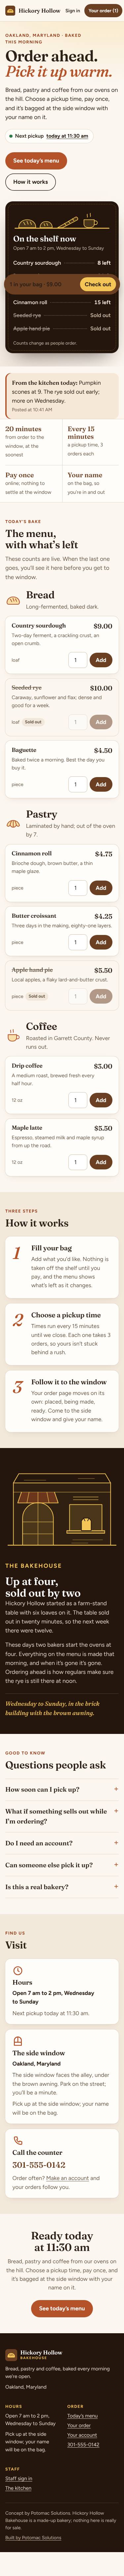 Hickory Hollow
Sign in
Your order (1)
OAKLAND, MARYLAND · BAKED
THIS MORNING
Order ahead.
Pick it up warm.
Bread, pastry and coffee from our ovens on
the hill. Choose a pickup time, pay once,
and it's bagged at the side window with
your name on it.
Next pickup today at 11:30 am
See today's menu
How it works
On the shelf now
Open 7 am to 2 pm, Wednesday to Sunday
Country sourdough 8 left
1 in your bag · $9.00 Check out
Cinnamon roll 15 left
Seeded rye Sold out
Apple hand pie Sold out
Counts change as people order.
From the kitchen today: Pumpkin
scones at 9. The rye sold out early;
more on Wednesday.
Posted at 10:41 AM
20 minutes
from order to the
oven, at the
soonest
Every 15
minutes
a pickup time, 3
orders each
Pay once
online, nothing to
settle at the window
Your name
on the bag, so
you're in and out
TODAY'S BAKE
The menu,
with what's left
These counts are live. When the last one
goes, you'll see it here before you get to
the window.
Bread
Long-fermented, baked dark.
Country sourdough $9.00
Two-day ferment, a crackling crust, an
open crumb.
loaf 1 Add
Seeded rye $10.00
Caraway, sunflower and flax; dense and
good for a week.
loaf Sold out 1 Add
Baguette $4.50
Baked twice a morning. Best the day you
buy it.
piece 1 Add
Pastry
Laminated by hand; out of the oven
by 7.
Cinnamon roll $4.75
Brioche dough, brown butter, a thin
maple glaze.
piece 1 Add
Butter croissant $4.25
Three days in the making, eighty-one layers.
piece 1 Add
Apple hand pie $5.50
Local apples, a flaky lard-and-butter crust.
piece Sold out 1 Add
Coffee
Roasted in Garrett County. Never
runs out.
Drip coffee $3.00
A medium roast, brewed fresh every
half hour.
12 oz 1 Add
Maple latte $5.50
Espresso, steamed milk and maple syrup
from up the road.
12 oz 1 Add
THREE STEPS
How it works
1
Fill your bag
Add what you'd like. Nothing is
taken off the shelf until you
pay, and the menu shows
what's left as it changes.
2
Choose a pickup time
Times run every 15 minutes
until we close. Each one takes 3
orders, so yours isn't stuck
behind a rush.
3
Follow it to the window
Your order page moves on its
own: placed, being made,
ready. Come to the side
window and give your name.
THE BAKEHOUSE
Up at four,
sold out by two
Hickory Hollow started as a farm-stand
table with six loaves on it. The table sold
out in twenty minutes, so the next week
there were twelve.
These days two bakers start the ovens at
four. Everything on the menu is made that
morning, and when it's gone it's gone.
Ordering ahead is how regulars make sure
the rye is still there at noon.
Wednesday to Sunday, in the brick
building with the brown awning.
GOOD TO KNOW
Questions people ask
How soon can I pick up? +
What if something sells out while
I'm ordering? +
Do I need an account? +
Can someone else pick it up? +
Is this a real bakery? +
FIND US
Visit
Hours
Open 7 am to 2 pm, Wednesday
to Sunday
Next pickup today at 11:30 am.
The side window
Oakland, Maryland
The side window faces the alley, under
the brown awning. Park on the street;
you'll be a minute.
Pick up at the side window; your name
will be on the bag.
Call the counter
301-555-0142
Order often? Make an account and
your orders follow you.
Ready today
at 11:30 am
Bread, pastry and coffee from our ovens on
the hill. Choose a pickup time, pay once,
and it's bagged at the side window with
your name on it.
See today's menu
Hickory Hollow
BAKEHOUSE
Bread, pastry and coffee, baked every morning
we're open.
Oakland, Maryland
HOURS
Open 7 am to 2 pm,
Wednesday to Sunday
Pick up at the side
window; your name
will be on the bag.
ORDER
Today's menu
Your order
Your account
301-555-0142
STAFF
Staff sign in
The kitchen
Concept by Potomac Solutions. Hickory Hollow
Bakehouse is a made-up bakery; nothing here is ready
for sale.
Built by Potomac Solutions